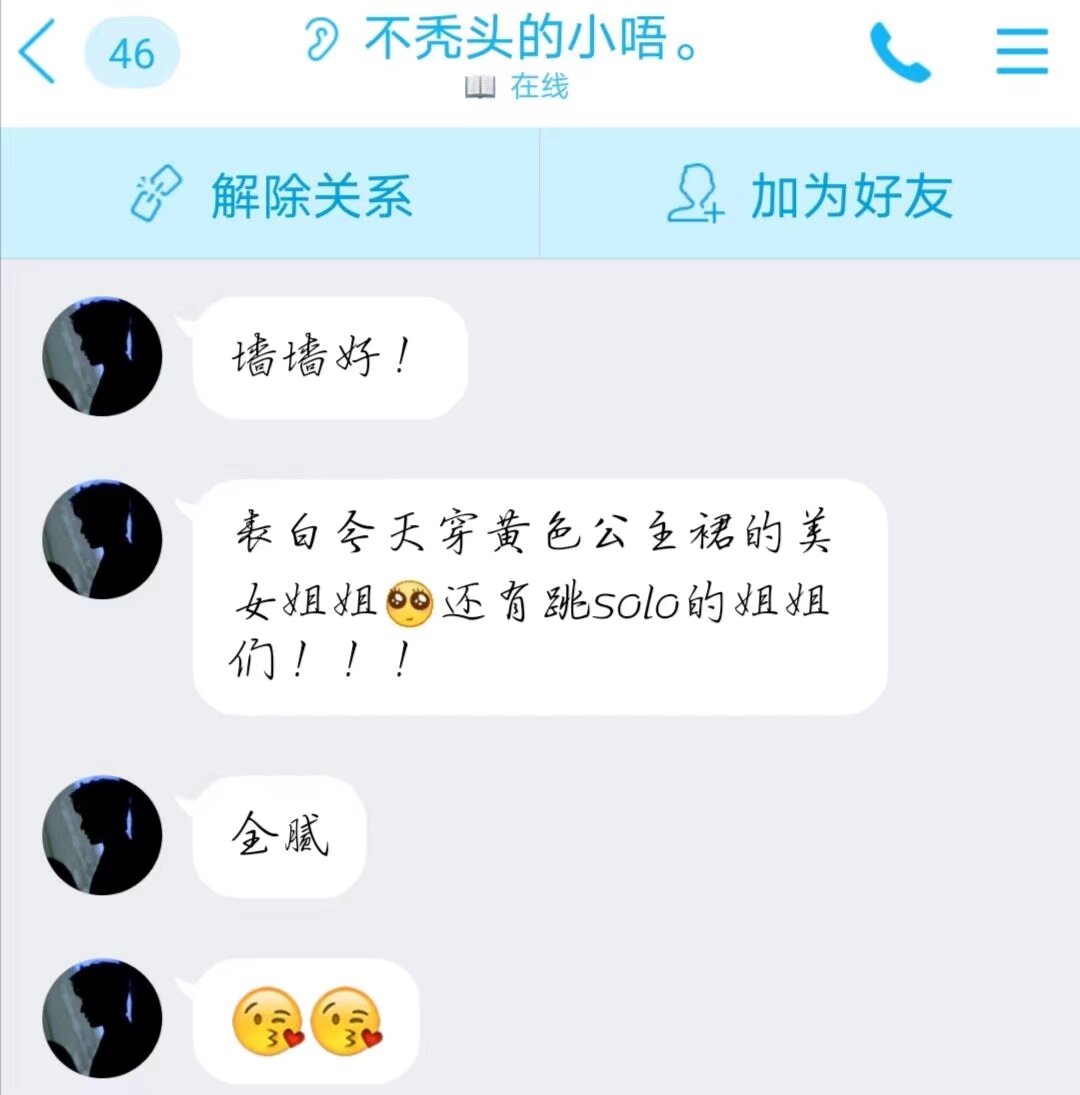 46
不秃头的小唔。
在线
解除关系
加为好友
墙墙好！
表白今天穿黄色公主裙的美
女姐姐🥺还有跳solo的姐姐
们！！！
全腻
😘😘